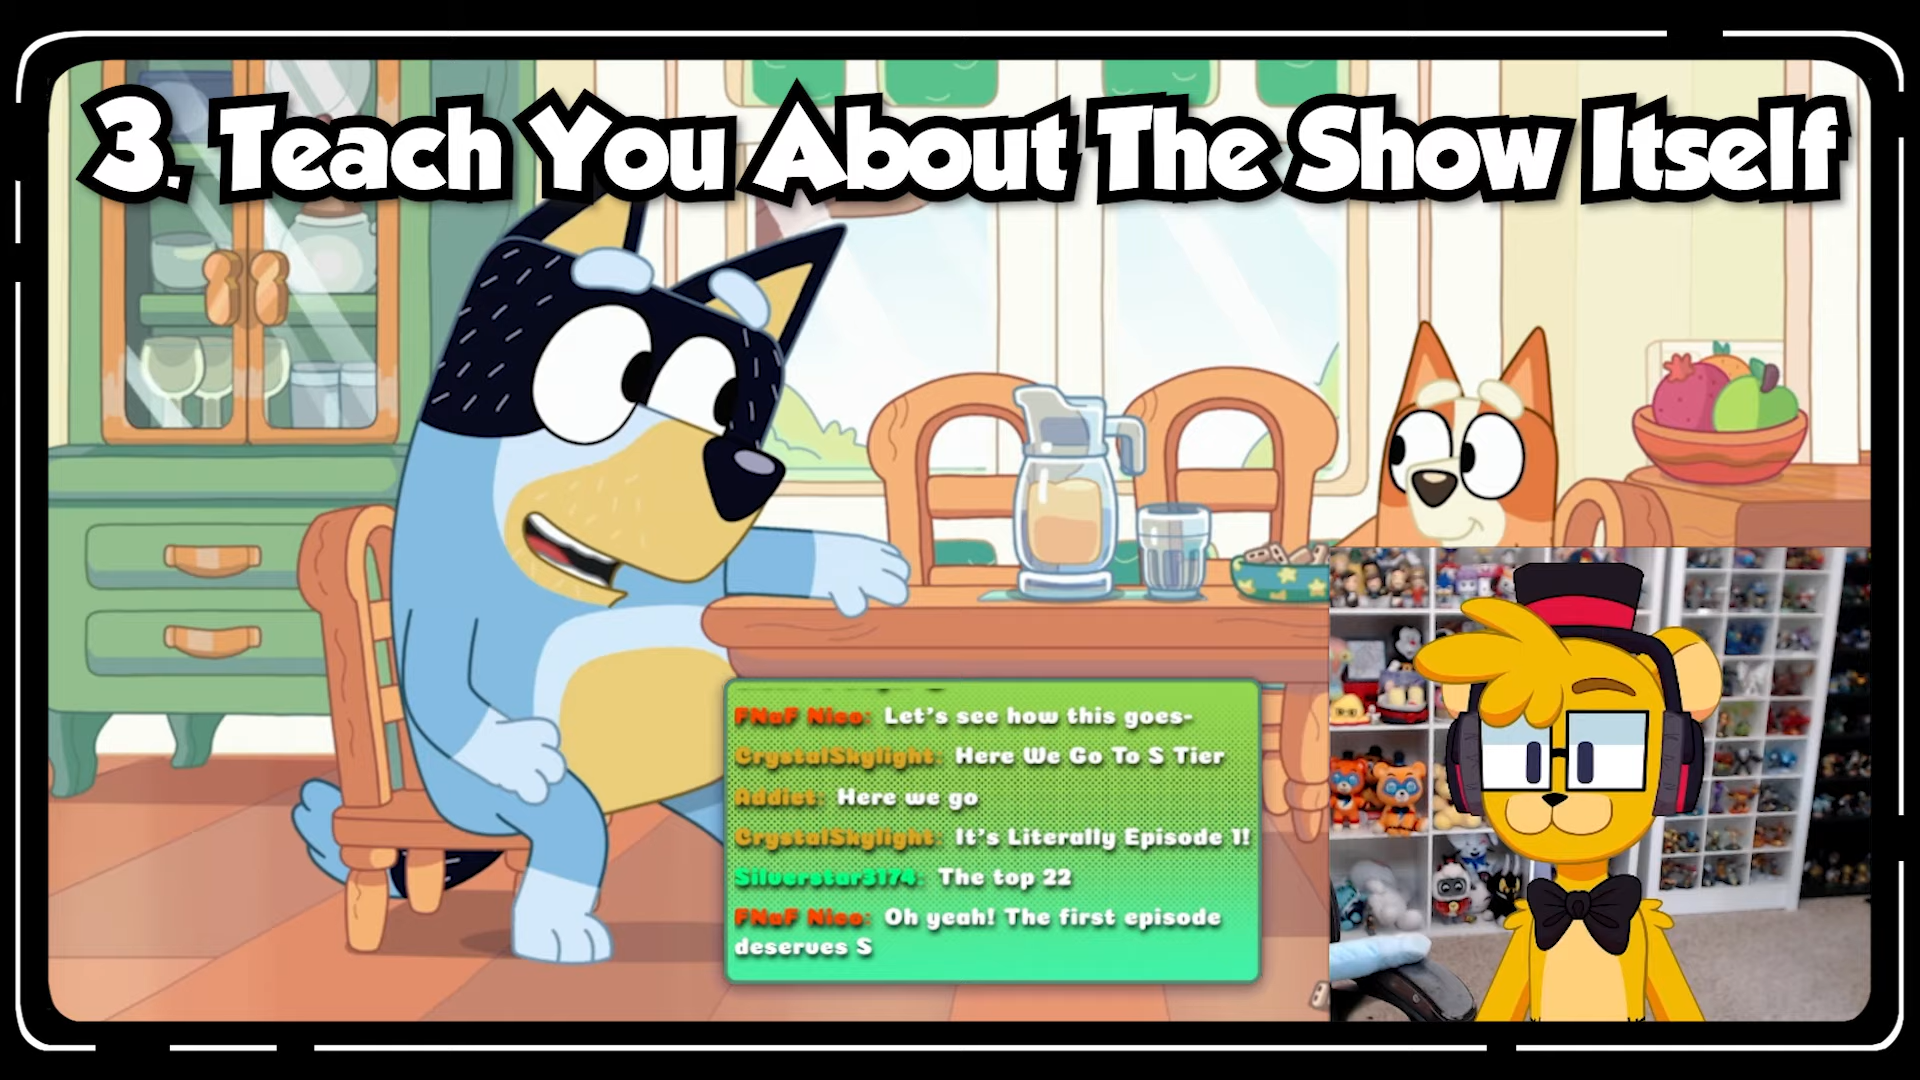 3. Teach You About The Show Itself
FNaF Nico: Let's see how this goes-
CrystalSkylight: Here We Go To S Tier
Addict: Here we go
CrystalSkylight: It's Literally Episode 1!
Silverstar3174: The top 22
FNaF Nico: Oh yeah! The first episode
deserves S